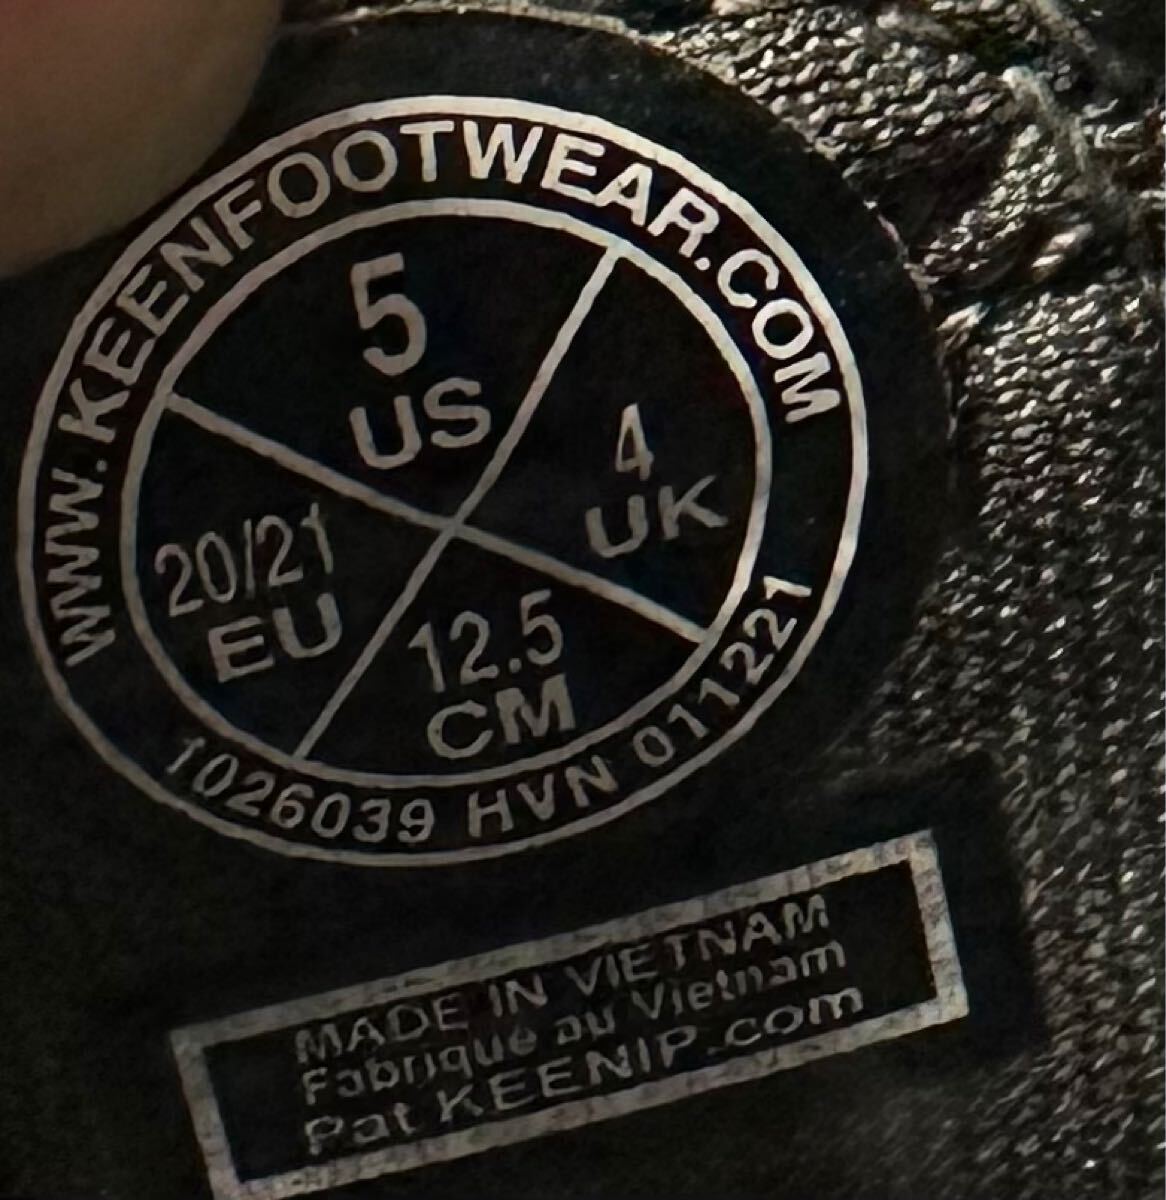 WWW.KEENFOOTWEAR.COM
5
US
4
UK
20/21
EU
12.5
CM
1026039 HVN 011221
MADE IN VIETNAM
Fabriqué au Vietnam
Pat KEENIP.com